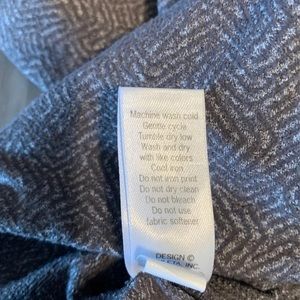 Machine wash cold
Gentle cycle
Tumble dry low
Wash and dry
with like colors
Cool iron
Do not iron print
Do not dry clean
Do not bleach
Do not use
fabric softener
DESIGN ©
INC.